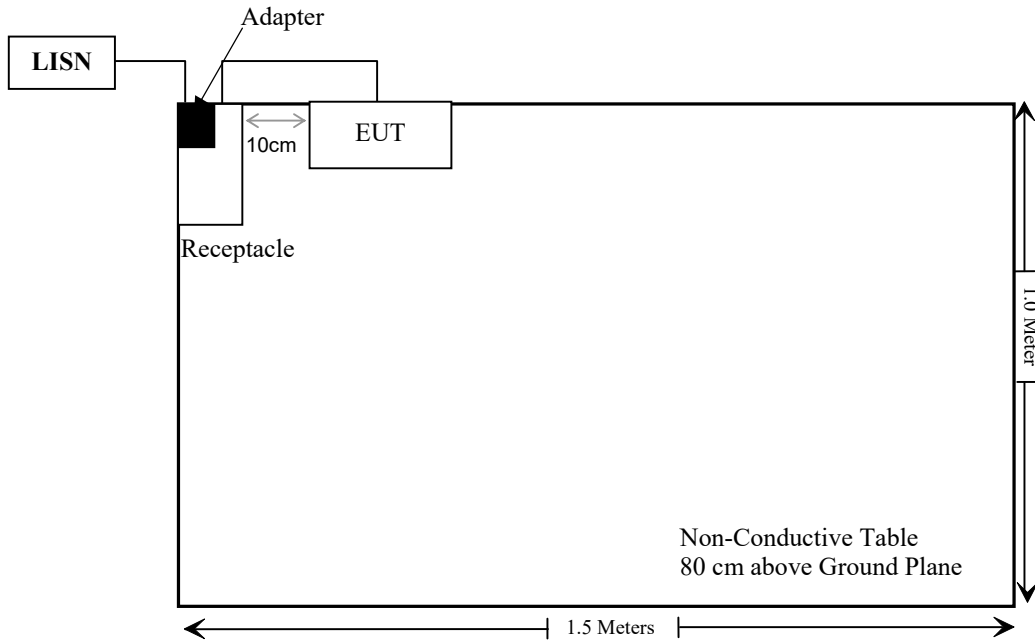 Adapter
LISN
EUT
10cm
Receptacle
1.0 Meter
Non-Conductive Table
80 cm above Ground Plane
1.5 Meters